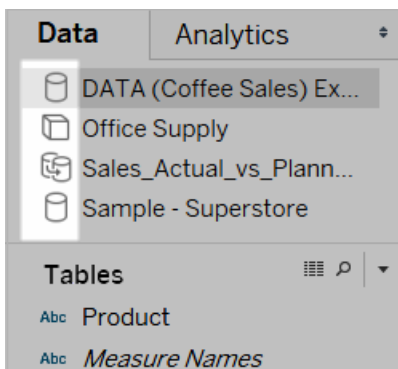 Data Analytics
DATA (Coffee Sales) Ex...
Office Supply
Sales_Actual_vs_Plann...
Sample - Superstore
Tables
Abc Product
Abc Measure Names